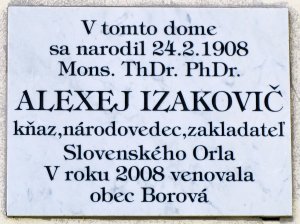 V tomto dome
sa narodil 24.2.1908
Mons. ThDr. PhDr.
ALEXEJ IZAKOVIČ
kňaz,národovedec,zakladateľ
Slovenského Orla
V roku 2008 venovala
obec Borová